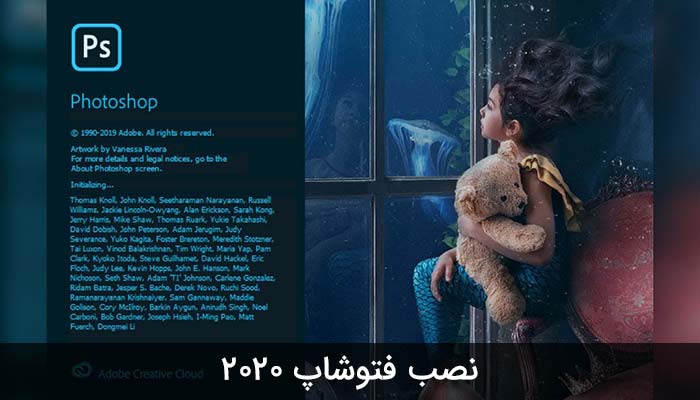 Ps
Photoshop
© 1990-2019 Adobe. All rights reserved.
Artwork by Vanessa Rivera
For more details and legal notices, go to the
About Photoshop screen.
Initializing...
Thomas Knoll, John Knoll, Seetharaman Narayanan, Russell
Williams, Jackie Lincoln-Owyang, Alan Erickson, Sarah Kong,
Jerry Harris, Mike Shaw, Thomas Ruark, Yukie Takahashi,
David Dobish, John Peterson, Adam Jerugim, Judy
Severance, Yuko Kagita, Foster Brereton, Meredith Stotzner,
Tai Luxon, Vinod Balakrishnan, Tim Wright, Maria Yap, Pam
Clark, Kyoko Itoda, Steve Guilhamet, David Hackel, Eric
Floch, Judy Lee, Kevin Hopps, John E. Hanson, Mark
Nichoson, Seth Shaw, Adam "TI" Johnson, Carlene Gonzalez,
Ridam Batra, Jesper S. Bache, Derek Novo, Ruchi Sood,
Ramanarayanan Krishnaiyer, Sam Gannaway, Maddie
Golison, Cory McIlroy, Barkin Aygun, Anirudh Singh, Noel
Carboni, Bob Gardner, Joseph Hsieh, I-Ming Pao, Matt
Fuerch, Dongmei Li
Adobe Creative Cloud
نصب فتوشاپ ۲۰۲۰